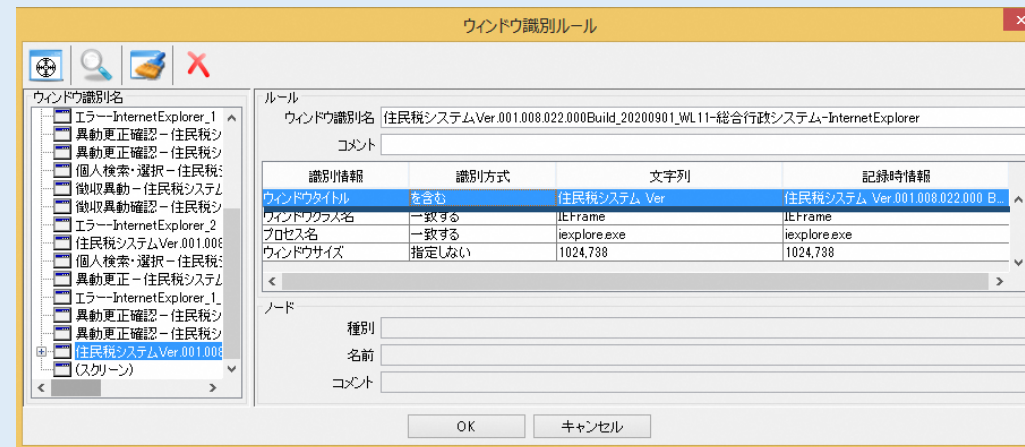 ウィンドウ識別ルール
ウィンドウ識別名
エラー--InternetExplorer_1
異動更正確認－住民税シ
異動更正確認－住民税シ
個人検索・選択－住民税
徴収異動－住民税システム
徴収異動確認－住民税シ
エラー--InternetExplorer_2
住民税システムVer.001.008
個人検索・選択－住民税
異動更正－住民税システム
エラー--InternetExplorer_1_
異動更正確認－住民税シ
異動更正確認－住民税シ
住民税システムVer.001.008
(スクリーン)
ルール
ウィンドウ識別名 住民税システムVer.001.008.022.000Build_20200901_WL11-総合行政システム-InternetExplorer
コメント
識別情報 識別方式 文字列 記録時情報
ウィンドウタイトル を含む 住民税システム Ver 住民税システム Ver.001.008.022.000 B...
ウィンドウクラス名 一致する IEFrame IEFrame
プロセス名 一致する iexplore.exe iexplore.exe
ウィンドウサイズ 指定しない 1024,738 1024,738
ノード
種別
名前
コメント
OK キャンセル